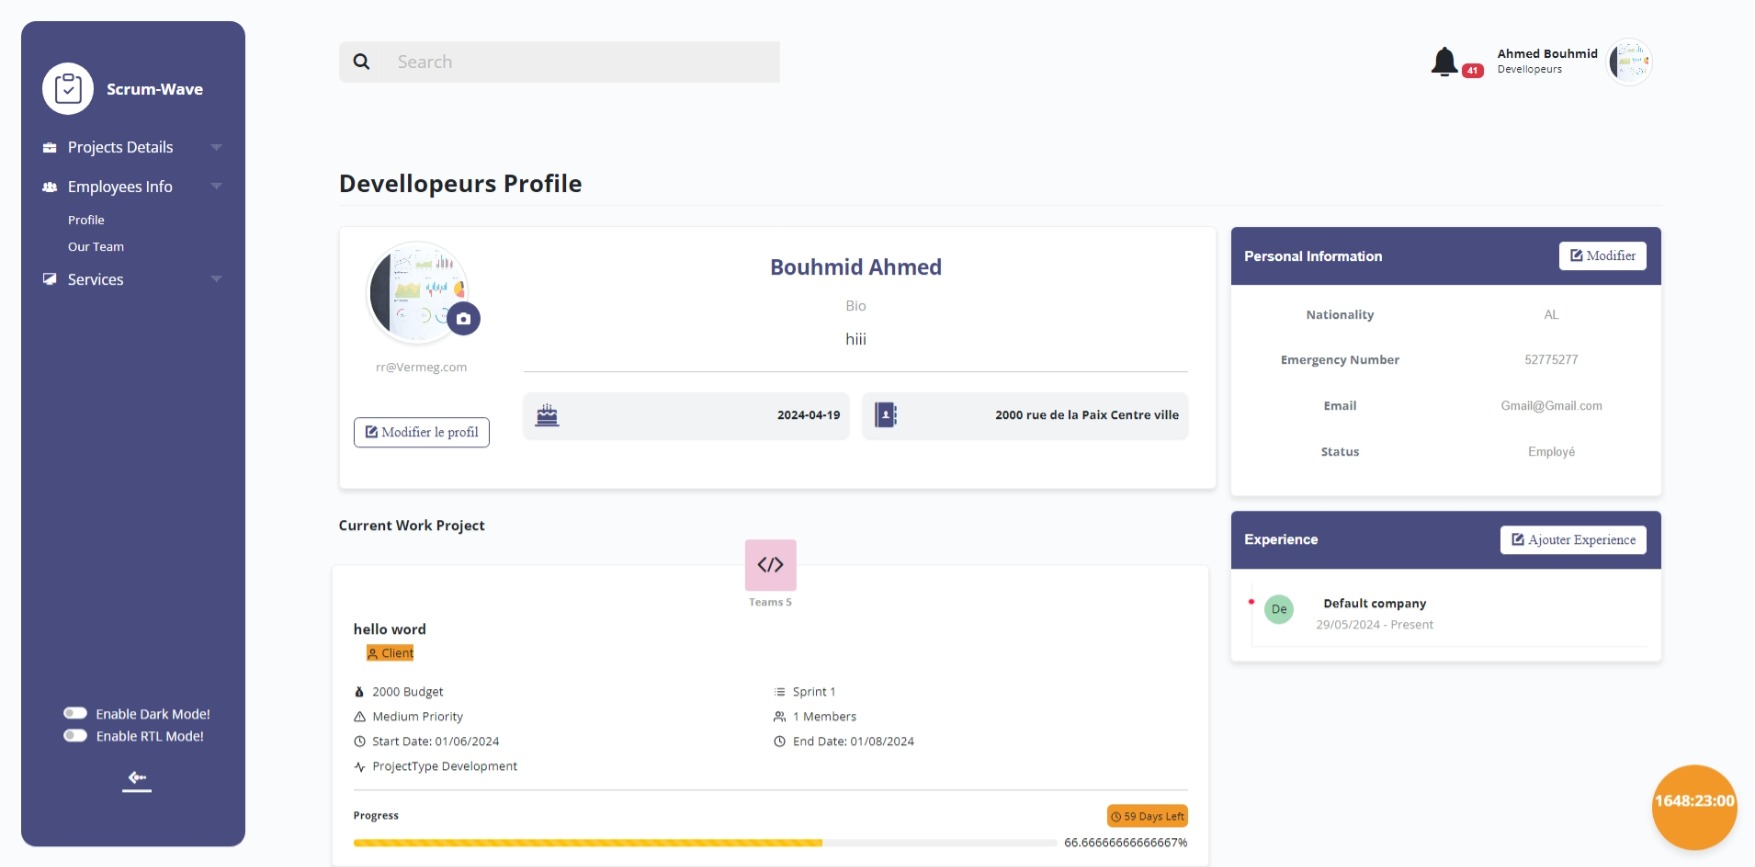 Scrum-Wave
Projects Details
Employees Info
Profile
Our Team
Services
Enable Dark Mode!
Enable RTL Mode!
Search
41
Ahmed Bouhmid
Devellopeurs
Devellopeurs Profile
rr@Vermeg.com
Modifier le profil
Bouhmid Ahmed
Bio
hiii
2024-04-19
2000 rue de la Paix Centre ville
Personal Information
Modifier
Nationality AL
Emergency Number 52775277
Email Gmail@Gmail.com
Status Employé
Current Work Project
</>
Teams 5
hello word
Client
2000 Budget
Sprint 1
Medium Priority
1 Members
Start Date: 01/06/2024
End Date: 01/08/2024
ProjectType Development
Progress
59 Days Left
66.66666666666667%
Experience
Ajouter Experience
De
Default company
29/05/2024 - Present
1648:23:00